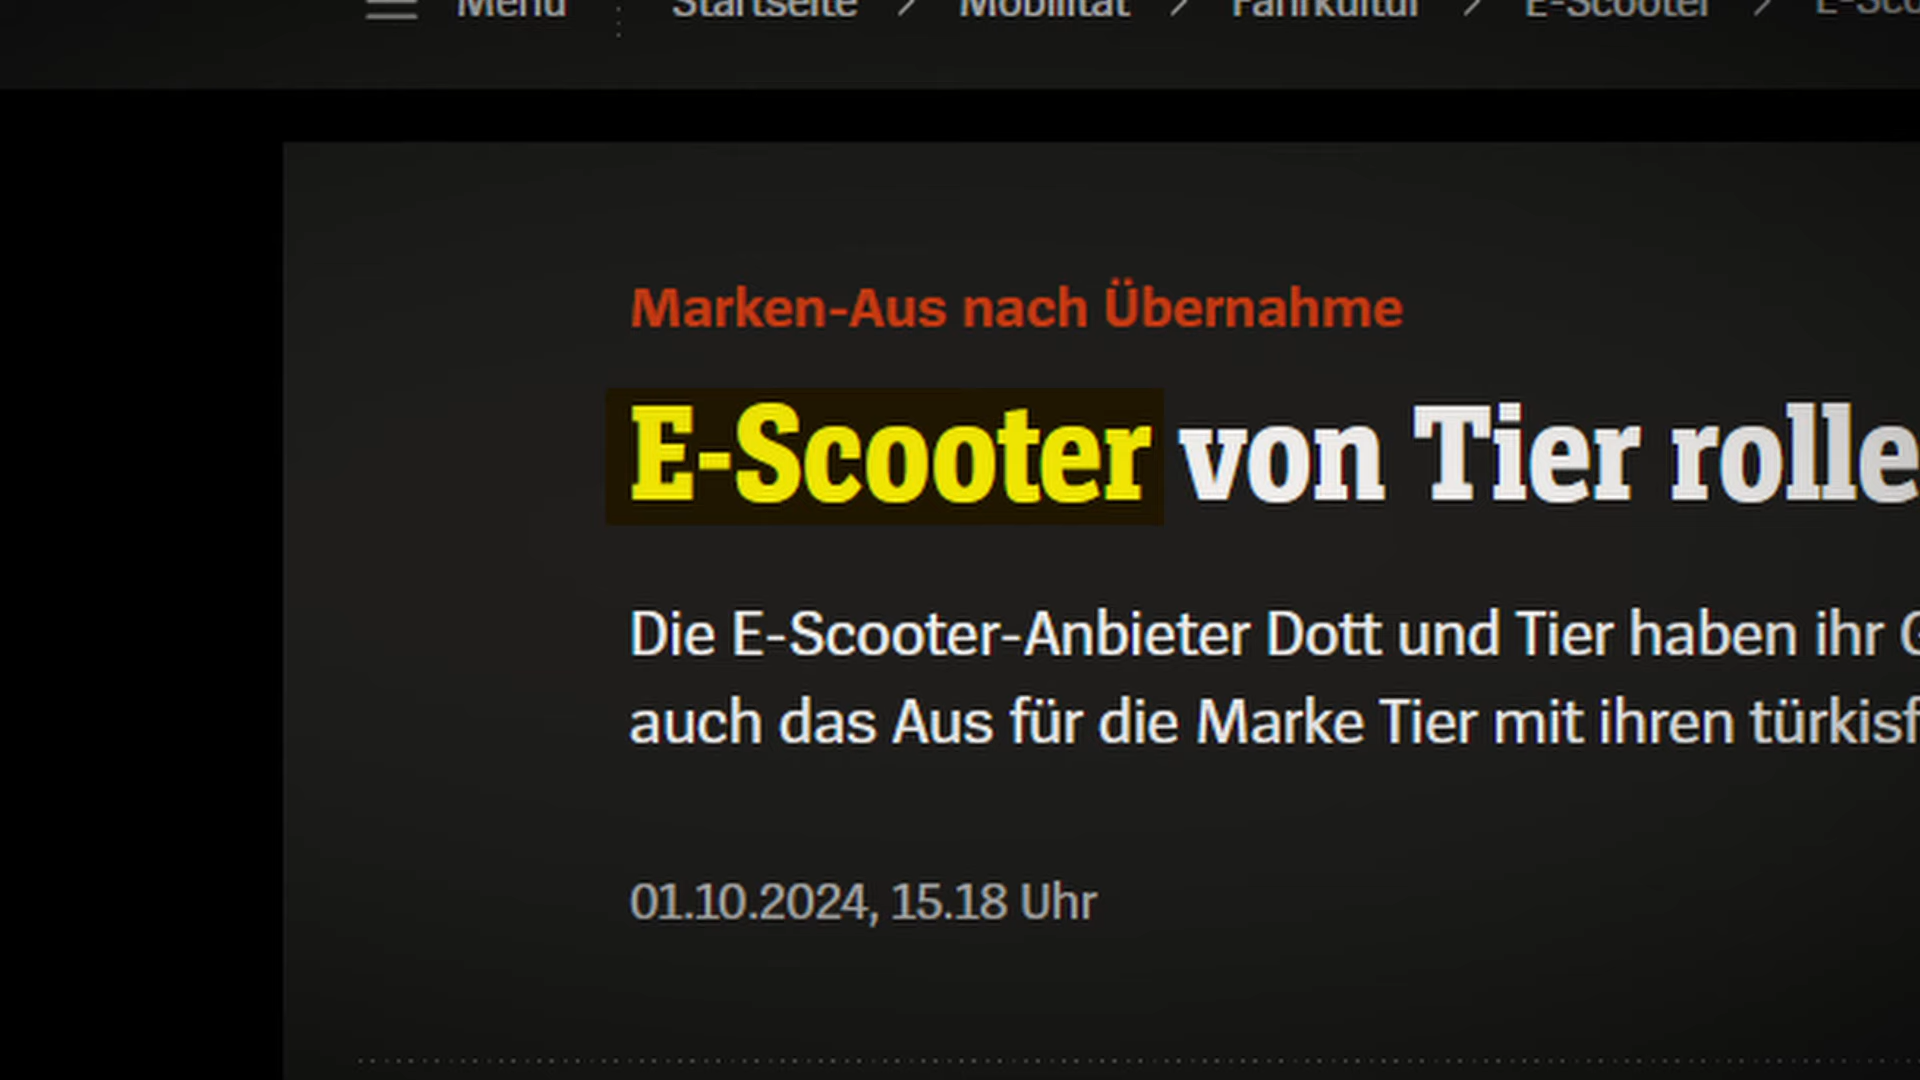 Menü Startseite > Mobilität > Fahrkultur > E-Scooter > E-Sco
Marken-Aus nach Übernahme
E-Scooter von Tier rolle
Die E-Scooter-Anbieter Dott und Tier haben ihr G
auch das Aus für die Marke Tier mit ihren türkisf
01.10.2024, 15.18 Uhr